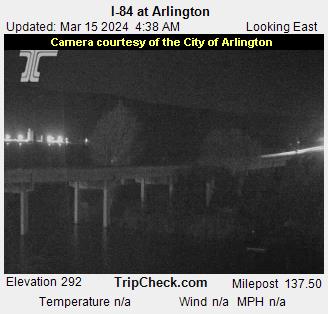 I-84 at Arlington
Updated: Mar 15 2024 4:38 AM Looking East
Camera courtesy of the City of Arlington
Elevation 292 TripCheck.com Milepost 137.50
Temperature n/a Wind n/a MPH n/a